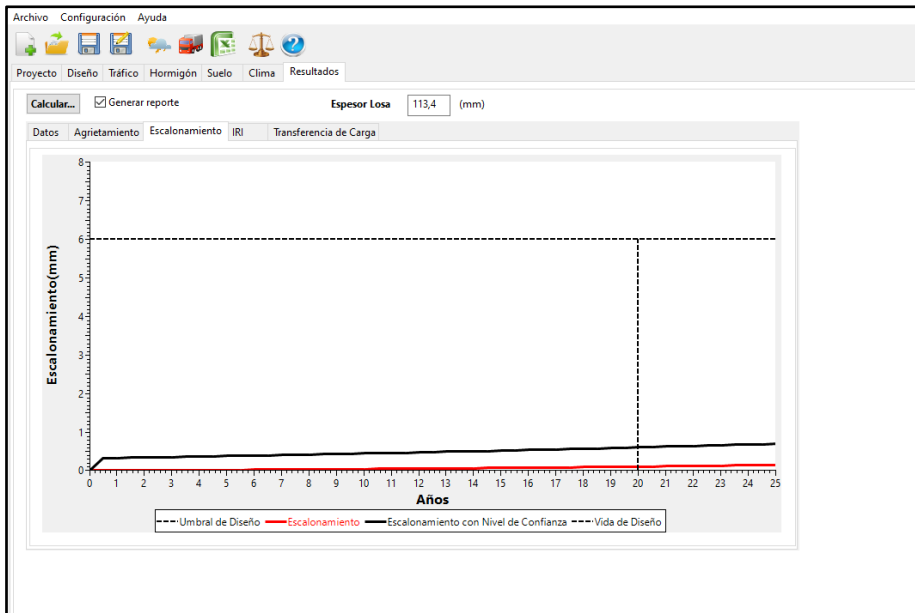 Archivo Configuración Ayuda
Proyecto Diseño Tráfico Hormigón Suelo Clima Resultados
Calcular... Generar reporte Espesor Losa 113,4 (mm)
Datos Agrietamiento Escalonamiento IRI Transferencia de Carga
8
7
6
5
4
3
2
1
0
Escalonamiento(mm)
0 1 2 3 4 5 6 7 8 9 10 11 12 13 14 15 16 17 18 19 20 21 22 23 24 25
Años
Umbral de Diseño Escalonamiento Escalonamiento con Nivel de Confianza Vida de Diseño